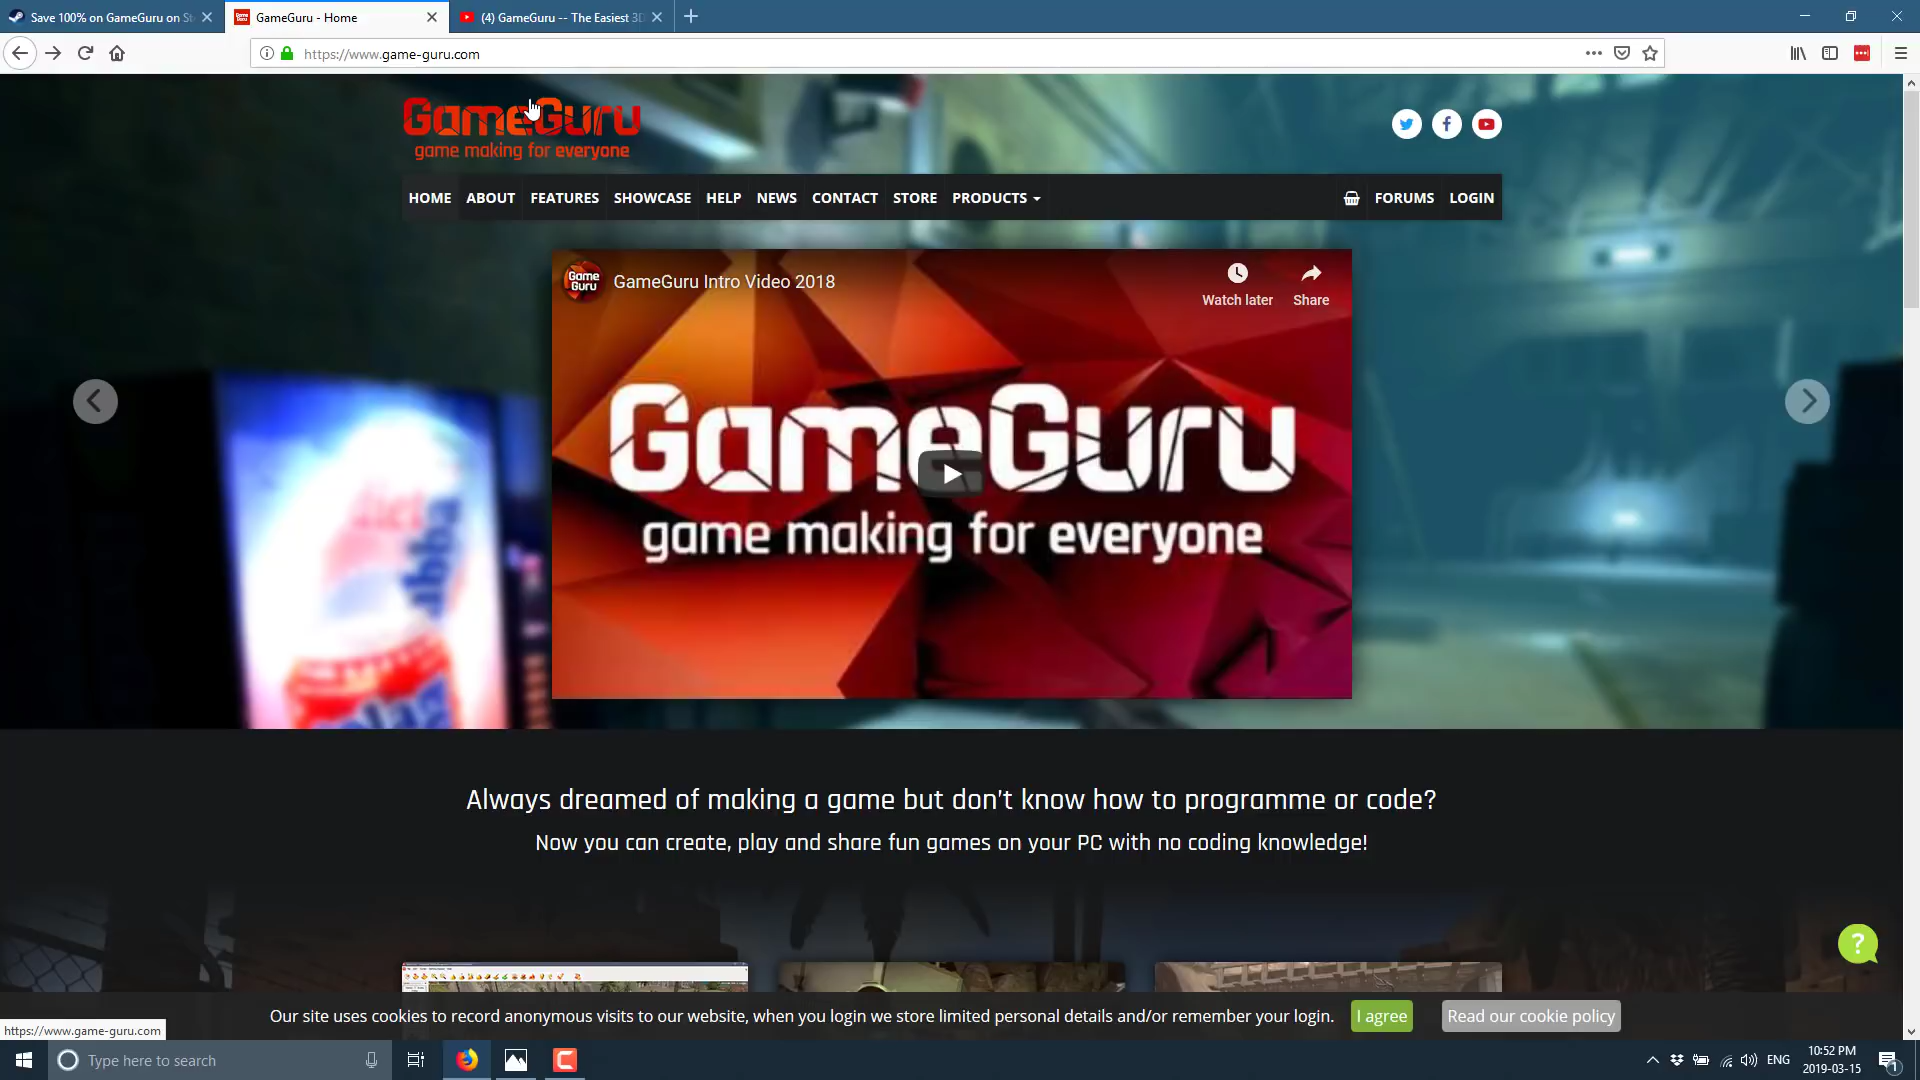 Save 100% on GameGuru on St
GameGuru - Home
(4) GameGuru -- The Easiest 3D
https://www.game-guru.com
GameGuru
game making for everyone
HOME ABOUT FEATURES SHOWCASE HELP NEWS CONTACT STORE PRODUCTS FORUMS LOGIN
Game
Guru
GameGuru Intro Video 2018
Watch later
Share
GameGuru
game making for everyone
diet
Always dreamed of making a game but don't know how to programme or code?
Now you can create, play and share fun games on your PC with no coding knowledge!
?
Our site uses cookies to record anonymous visits to our website, when you login we store limited personal details and/or remember your login.
I agree
Read our cookie policy
https://www.game-guru.com
Type here to search
ENG
10:52 PM
2019-03-15
1